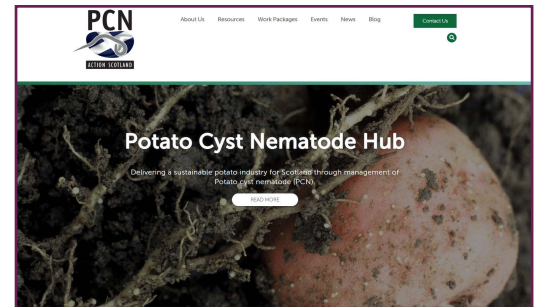 PCN
ACTION SCOTLAND
About Us Resources Work Packages Events News Blog Contact Us
Potato Cyst Nematode Hub
Delivering a sustainable potato industry for Scotland through management of
Potato cyst nematode (PCN).
READ MORE